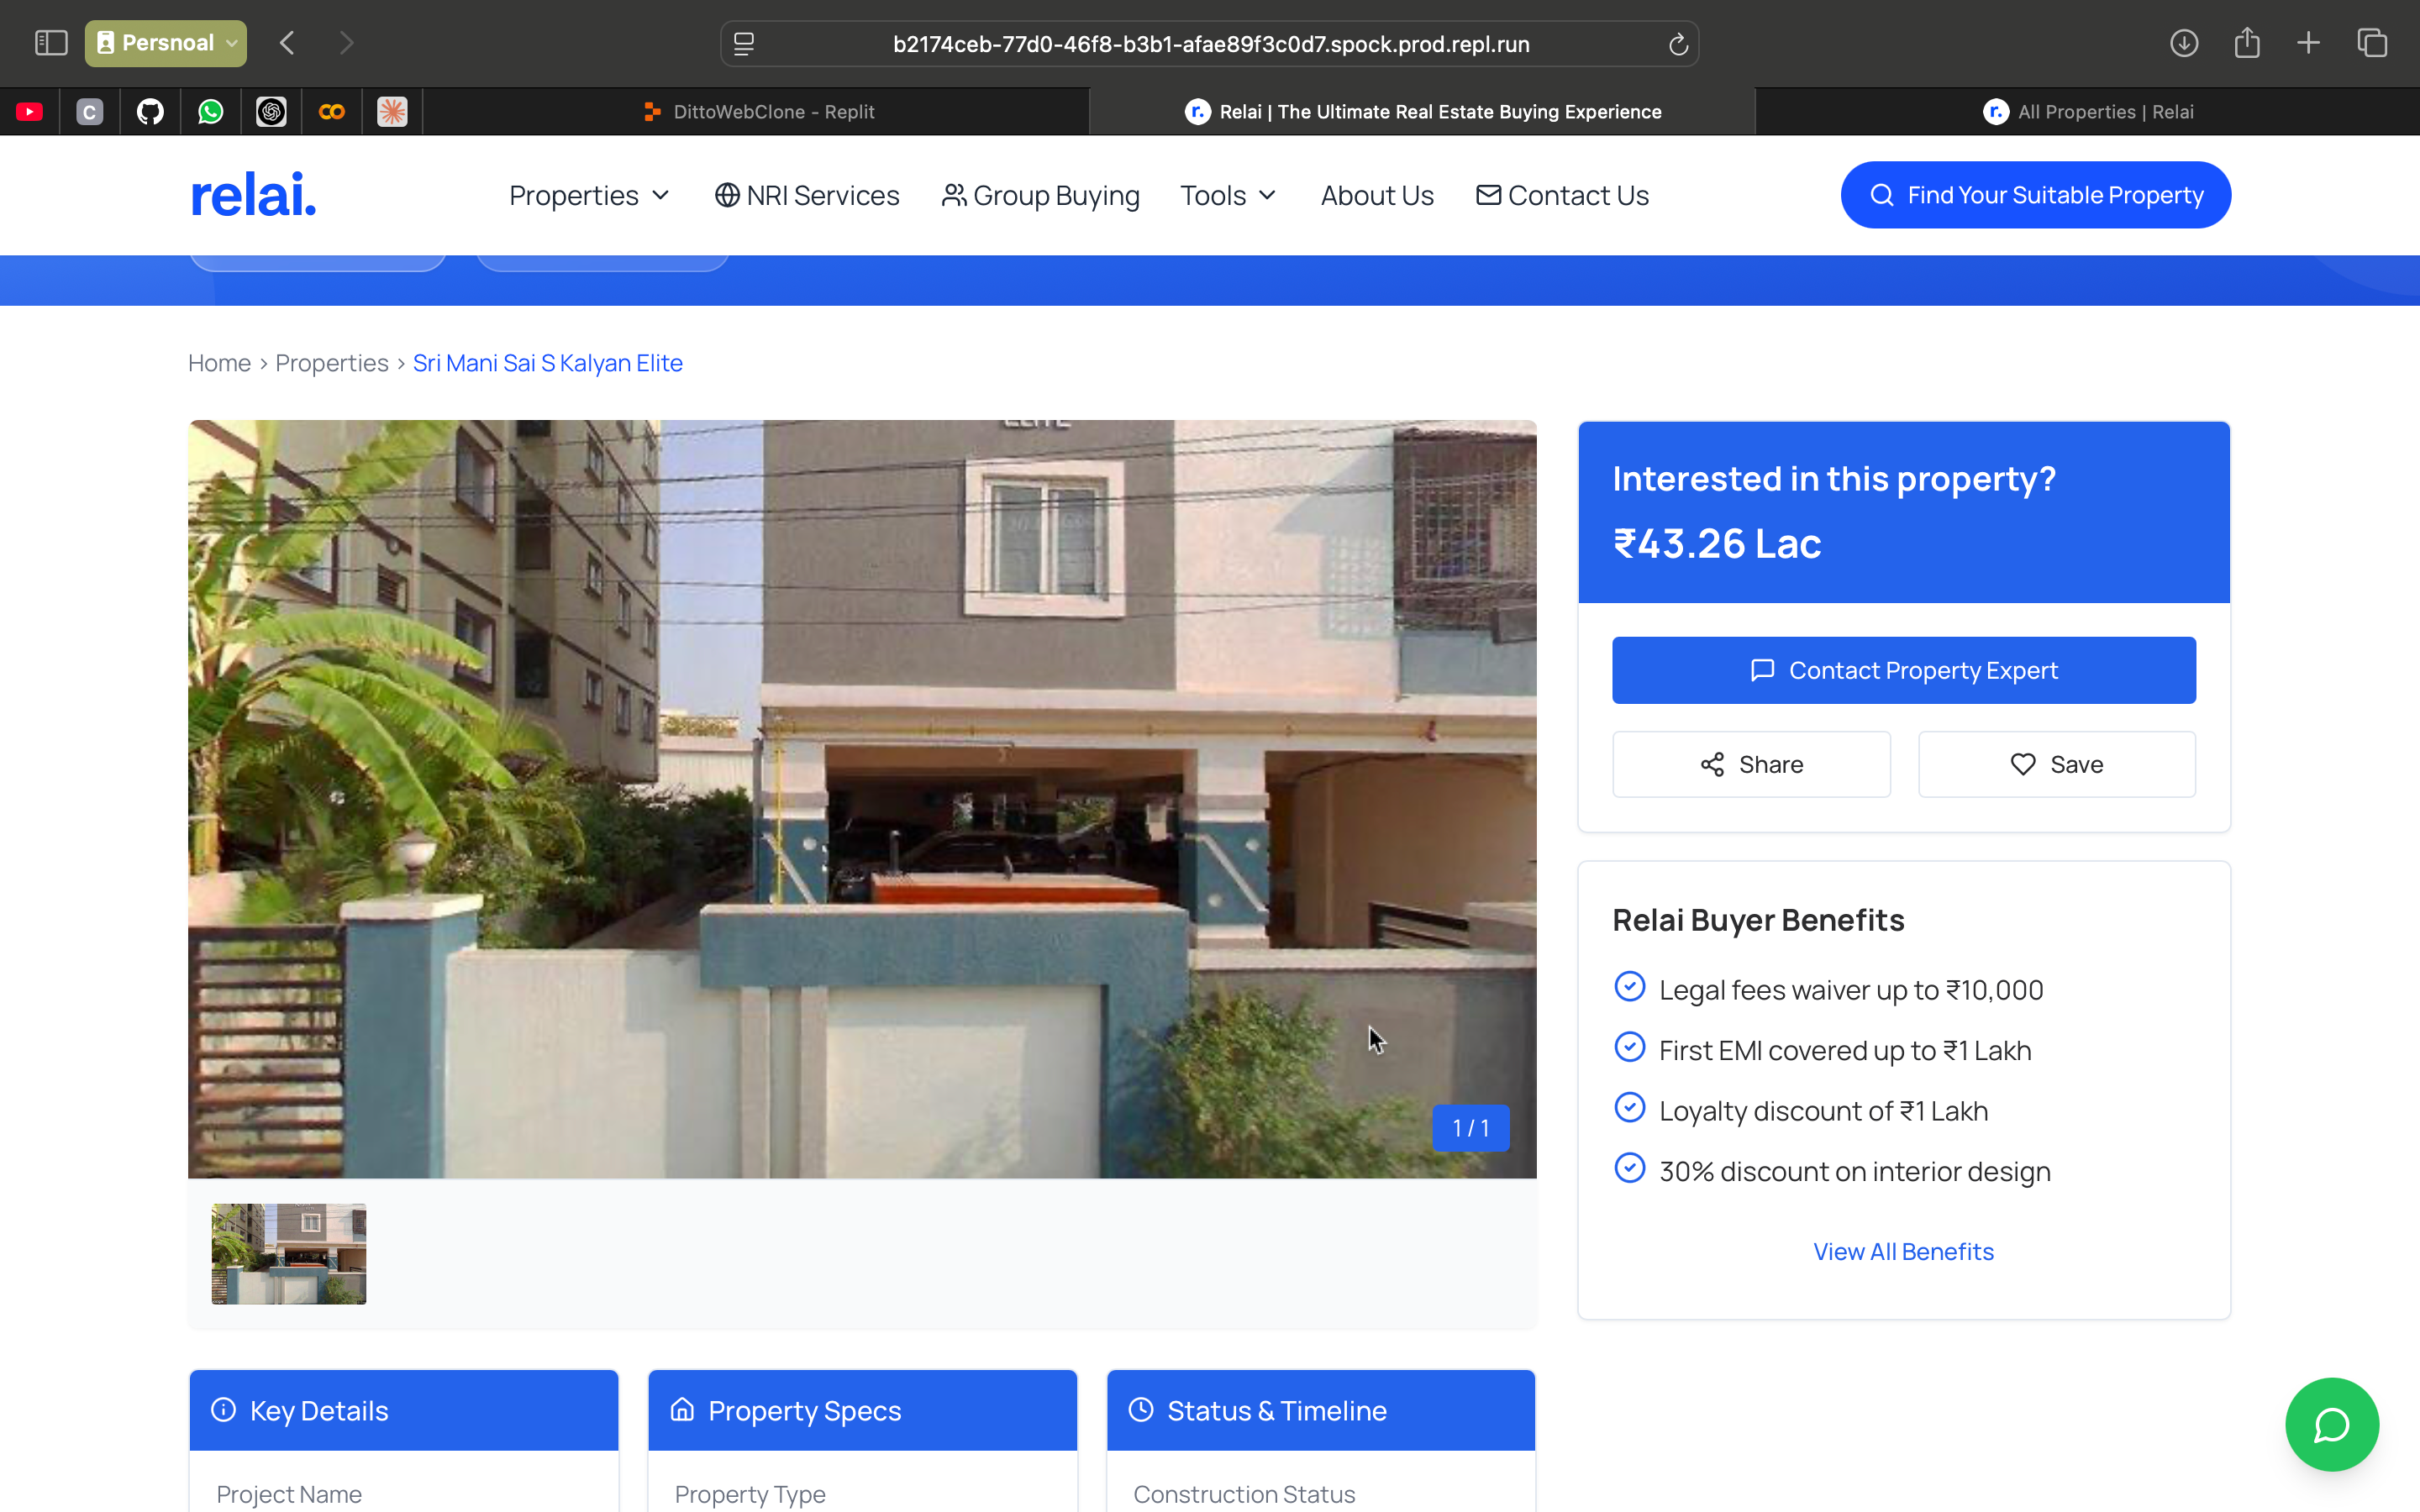 Persnoal
b2174ceb-77d0-46f8-b3b1-afae89f3c0d7.spock.prod.repl.run
C
DittoWebClone - Replit
r. Relai | The Ultimate Real Estate Buying Experience
r. All Properties | Relai
relai.
Properties
NRI Services
Group Buying
Tools
About Us
Contact Us
Find Your Suitable Property
Home > Properties > Sri Mani Sai S Kalyan Elite
ELITE
1 / 1
Interested in this property?
₹43.26 Lac
Contact Property Expert
Share
Save
Relai Buyer Benefits
Legal fees waiver up to ₹10,000
First EMI covered up to ₹1 Lakh
Loyalty discount of ₹1 Lakh
30% discount on interior design
View All Benefits
Key Details
Project Name
Property Specs
Property Type
Status & Timeline
Construction Status